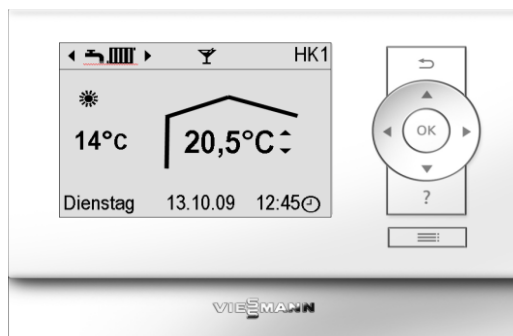 HK1
14°C
20,5°C
Dienstag 13.10.09 12:45
OK
?
VIESMANN